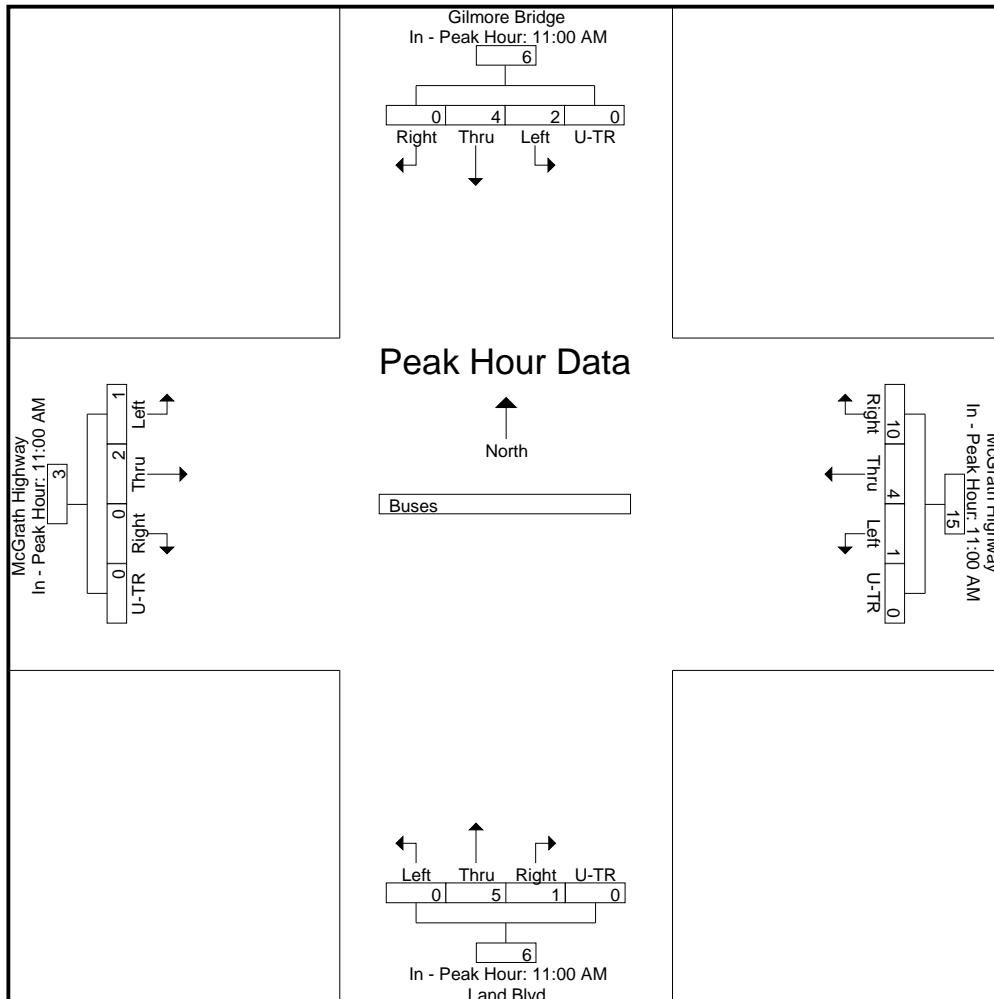 Gilmore Bridge
In - Peak Hour: 11:00 AM
6
0 4 2 0
Right Thru Left U-TR
Peak Hour Data
North
Buses
McGrath Highway
In - Peak Hour: 11:00 AM
3
1 2 0 0
Left Thru Right U-TR
McGrath Highway
In - Peak Hour: 11:00 AM
15
10 4 1 0
Right Thru Left U-TR
Left Thru Right U-TR
0 5 1 0
6
In - Peak Hour: 11:00 AM
Land Blvd